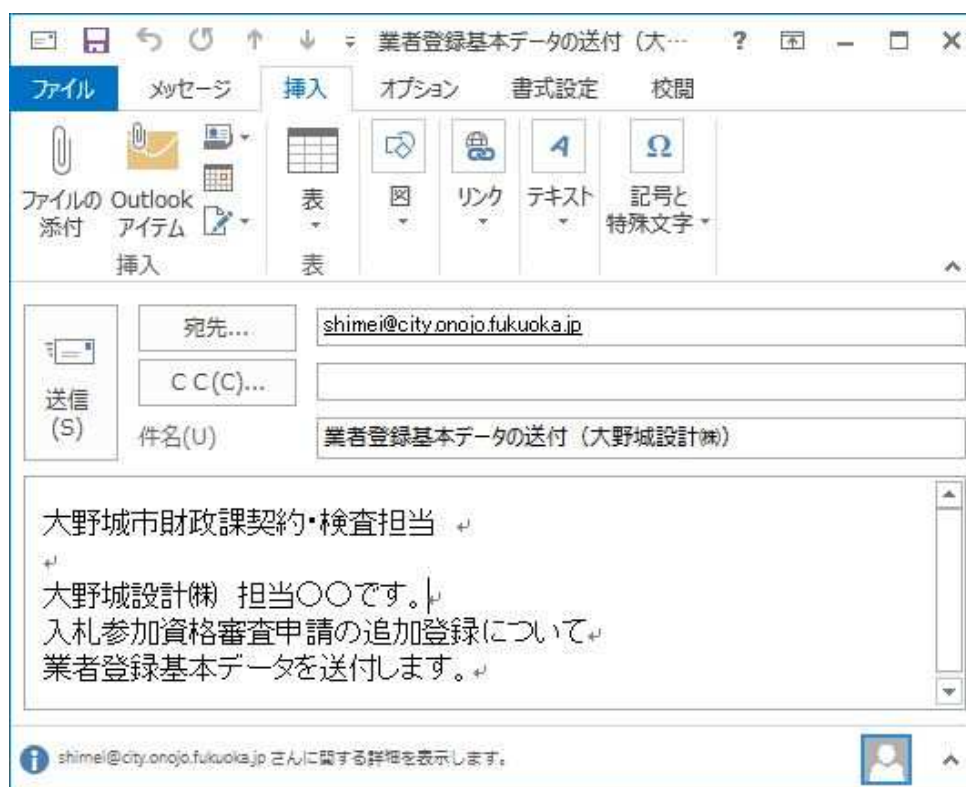 業者登録基本データの送付（大… ?
ファイル メッセージ 挿入 オプション 書式設定 校閲
ファイルの添付
Outlook アイテム
表
図
リンク
テキスト
記号と特殊文字
挿入 表
宛先... shimei@city.onojo.fukuoka.jp
ＣＣ(C)...
送信(S)
件名(U) 業者登録基本データの送付（大野城設計㈱）
大野城市財政課契約・検査担当
大野城設計㈱ 担当〇〇です。
入札参加資格審査申請の追加登録について
業者登録基本データを送付します。
shimei@city.onojo.fukuoka.jp さんに関する詳細を表示します。